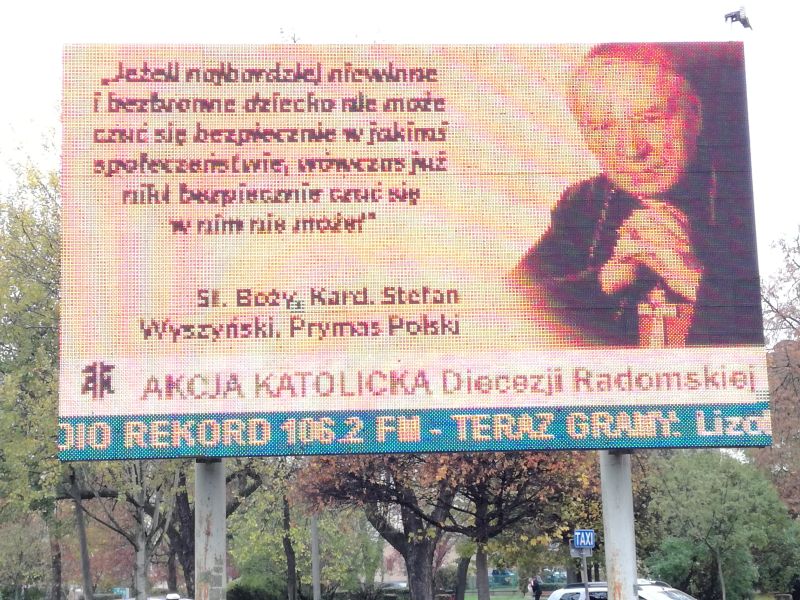 „Jeżeli najbardziej niewinne
i bezbronne dziecko nie może
czuć się bezpiecznie w jakimś
społeczeństwie, wówczas już
nikt bezpiecznie czuć się
w nim nie może!”
Sł. Boży, Kard. Stefan
Wyszyński, Prymas Polski
AK
AKCJA KATOLICKA Diecezji Radomskiej
DIO REKORD 106.2 FM - TERAZ GRAMY: Lizo
TAXI